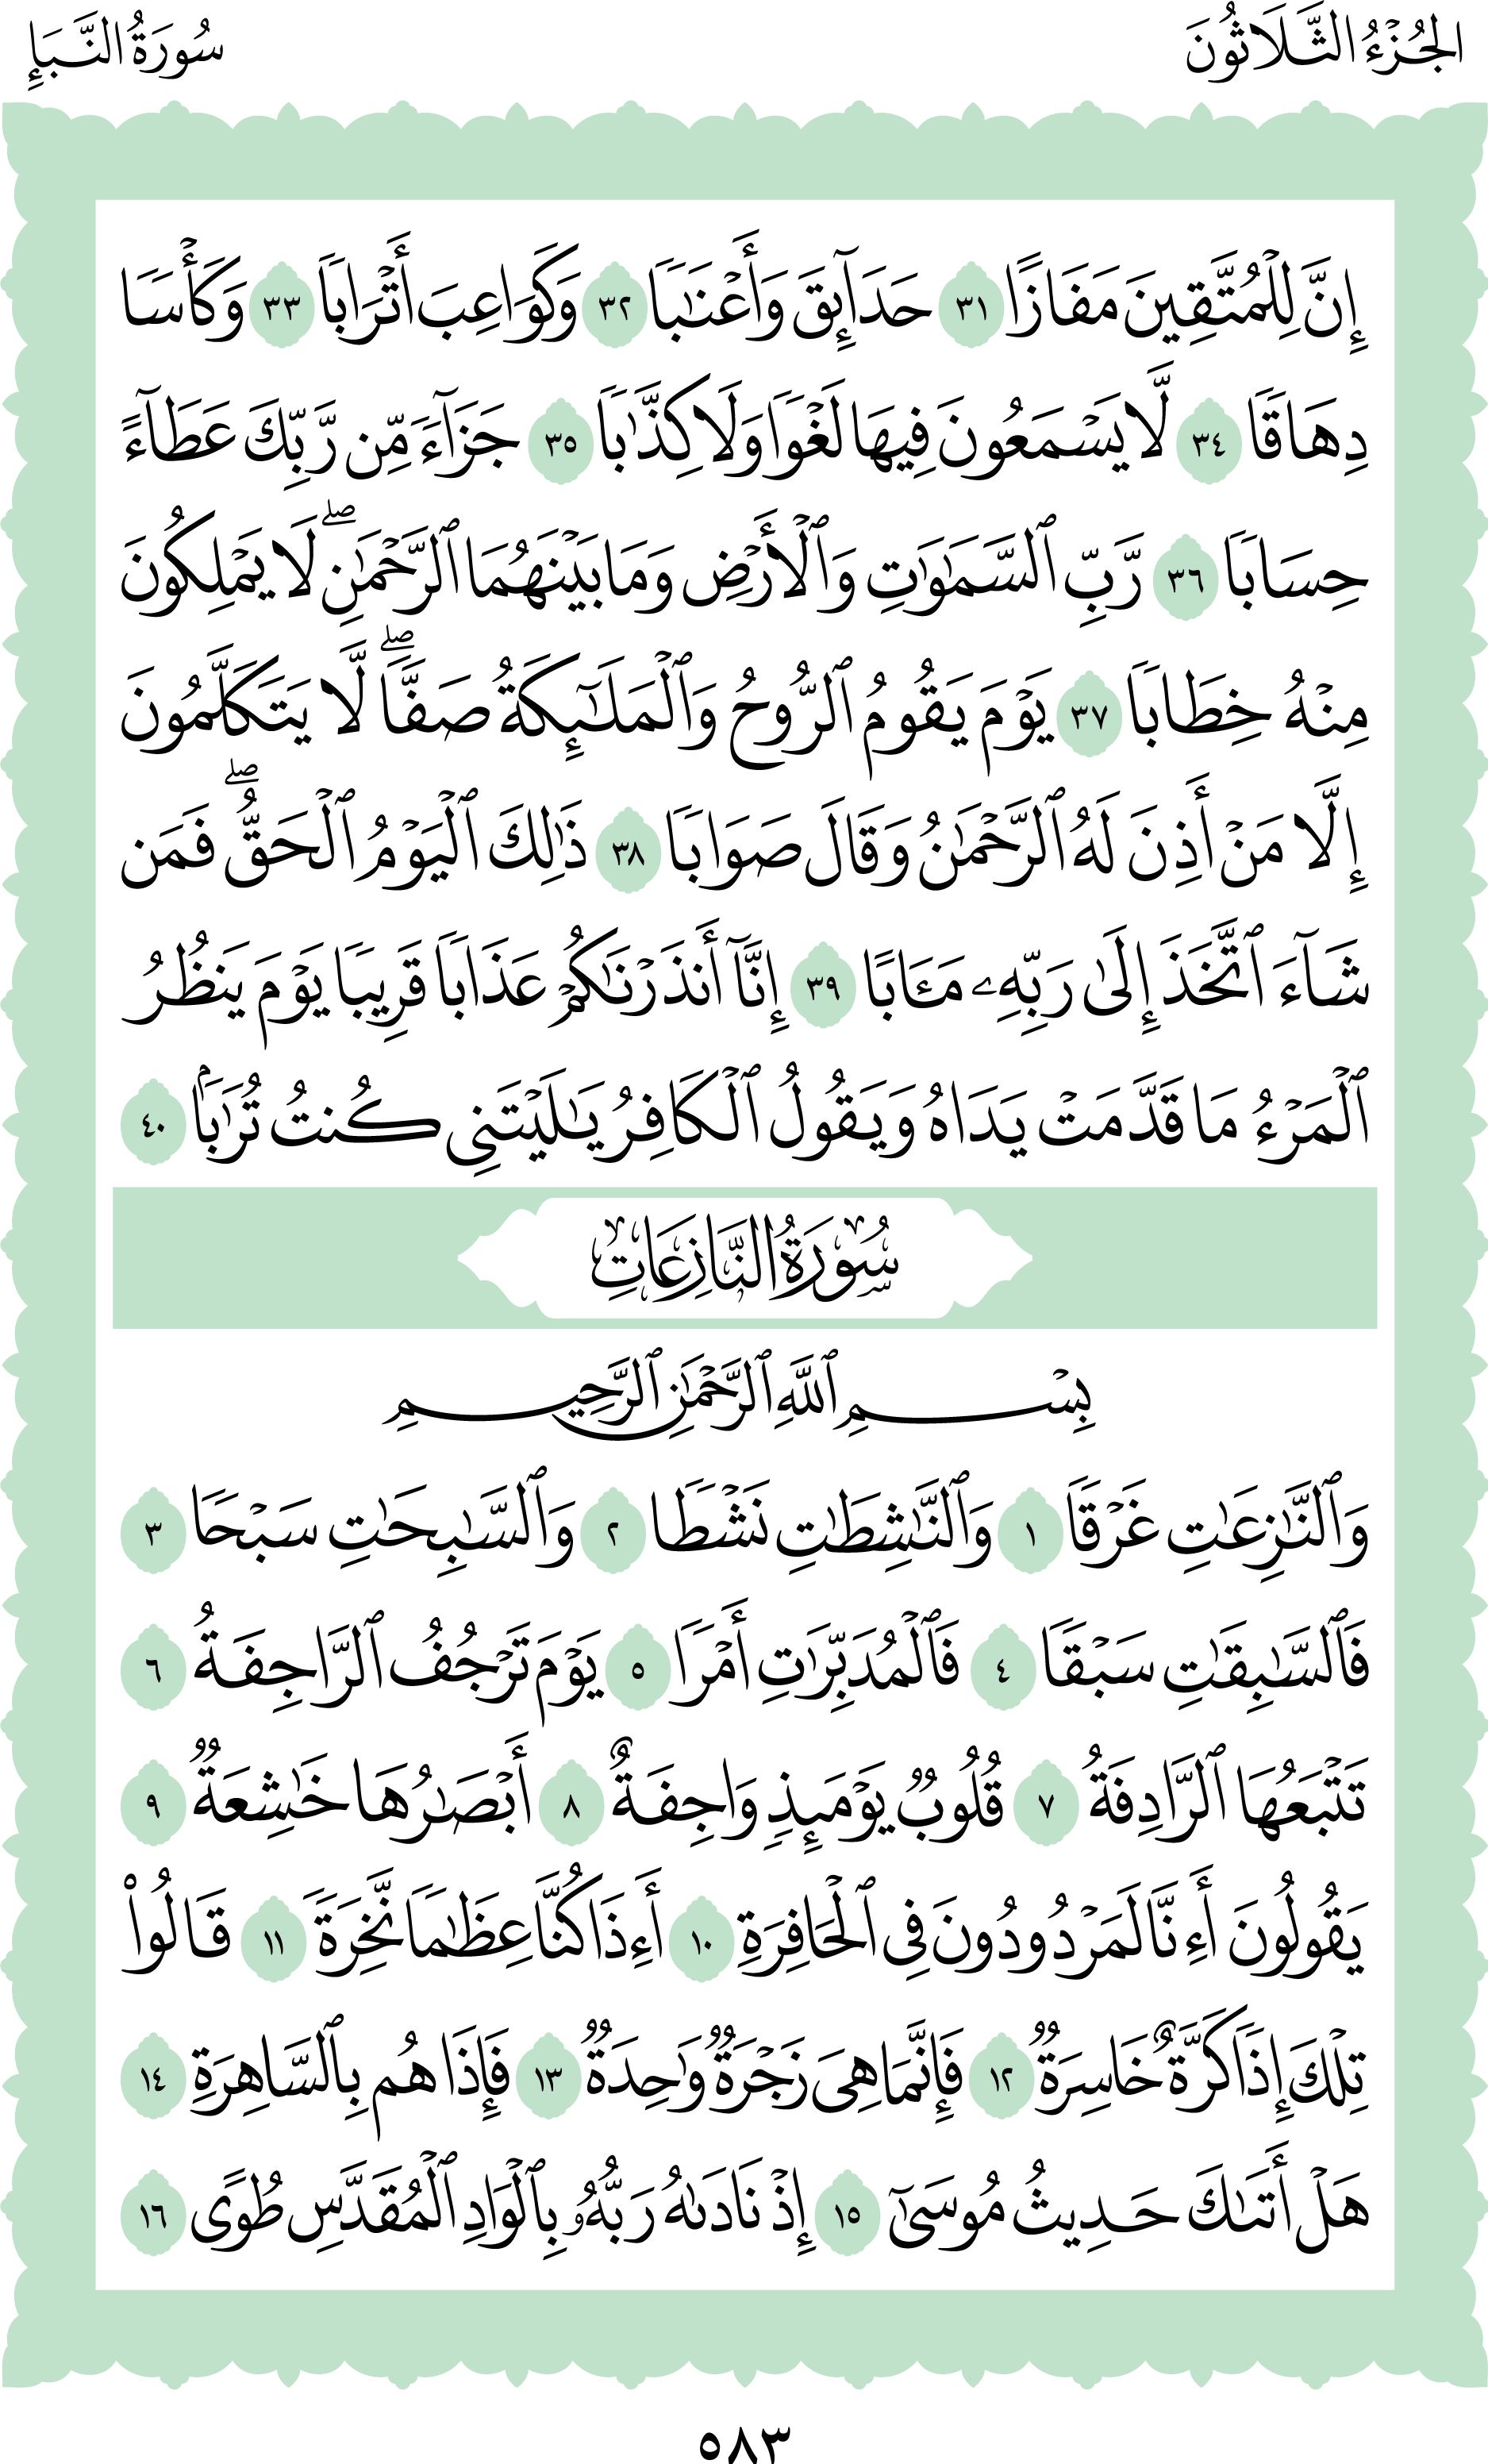 الجُزْءُ الثَّلَاثُونَ
سُورَةُ النَّبَإِ
إِنَّ لِلۡمُتَّقِينَ مَفَازًا ٣١ حَدَآئِقَ وَأَعۡنَٰبٗا ٣٢ وَكَوَاعِبَ أَتۡرَابٗا ٣٣ وَكَأۡسٗا
دِهَاقٗا ٣٤ لَّا يَسۡمَعُونَ فِيهَا لَغۡوٗا وَلَا كِذَّٰبٗا ٣٥ جَزَآءٗ مِّن رَّبِّكَ عَطَآءً
حِسَابٗا ٣٦ رَّبِّ ٱلسَّمَٰوَٰتِ وَٱلۡأَرۡضِ وَمَا بَيۡنَهُمَا ٱلرَّحۡمَٰنِۖ لَا يَمۡلِكُونَ
مِنۡهُ خِطَابٗا ٣٧ يَوۡمَ يَقُومُ ٱلرُّوحُ وَٱلۡمَلَٰٓئِكَةُ صَفّٗاۖ لَّا يَتَكَلَّمُونَ
إِلَّا مَنۡ أَذِنَ لَهُ ٱلرَّحۡمَٰنُ وَقَالَ صَوَابٗا ٣٨ ذَٰلِكَ ٱلۡيَوۡمُ ٱلۡحَقُّۖ فَمَن
شَآءَ ٱتَّخَذَ إِلَىٰ رَبِّهِۦ مَـَٔابًا ٣٩ إِنَّآ أَنذَرۡنَٰكُمۡ عَذَابٗا قَرِيبٗا يَوۡمَ يَنظُرُ
ٱلۡمَرۡءُ مَا قَدَّمَتۡ يَدَاهُ وَيَقُولُ ٱلۡكَافِرُ يَٰلَيۡتَنِي كُنتُ تُرَٰبَۢا ٤٠
سُورَةُ النَّازِعَاتِ
بِسۡمِ ٱللَّهِ ٱلرَّحۡمَٰنِ ٱلرَّحِيمِ
وَٱلنَّٰزِعَٰتِ غَرۡقٗا ١ وَٱلنَّٰشِطَٰتِ نَشۡطٗا ٢ وَٱلسَّٰبِحَٰتِ سَبۡحٗا ٣
فَٱلسَّٰبِقَٰتِ سَبۡقٗا ٤ فَٱلۡمُدَبِّرَٰتِ أَمۡرٗا ٥ يَوۡمَ تَرۡجُفُ ٱلرَّاجِفَةُ ٦
تَتۡبَعُهَا ٱلرَّادِفَةُ ٧ قُلُوبٞ يَوۡمَئِذٖ وَاجِفَةٌ ٨ أَبۡصَٰرُهَا خَٰشِعَةٞ ٩
يَقُولُونَ أَءِنَّا لَمَرۡدُودُونَ فِي ٱلۡحَافِرَةِ ١٠ أَءِذَا كُنَّا عِظَٰمٗا نَّخِرَةٗ ١١ قَالُواْ
تِلۡكَ إِذٗا كَرَّةٌ خَاسِرَةٞ ١٢ فَإِنَّمَا هِيَ زَجۡرَةٞ وَٰحِدَةٞ ١٣ فَإِذَا هُم بِٱلسَّاهِرَةِ ١٤
هَلۡ أَتَىٰكَ حَدِيثُ مُوسَىٰٓ ١٥ إِذۡ نَادَىٰهُ رَبُّهُۥ بِٱلۡوَادِ ٱلۡمُقَدَّسِ طُوًى ١٦
٥٨٣